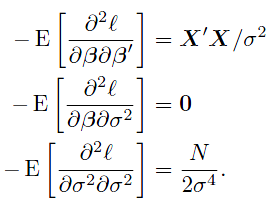 − E [ ∂²ℓ / ∂β∂β′ ] = X′X/σ²
− E [ ∂²ℓ / ∂β∂σ² ] = 0
− E [ ∂²ℓ / ∂σ²∂σ² ] = N / 2σ⁴ .